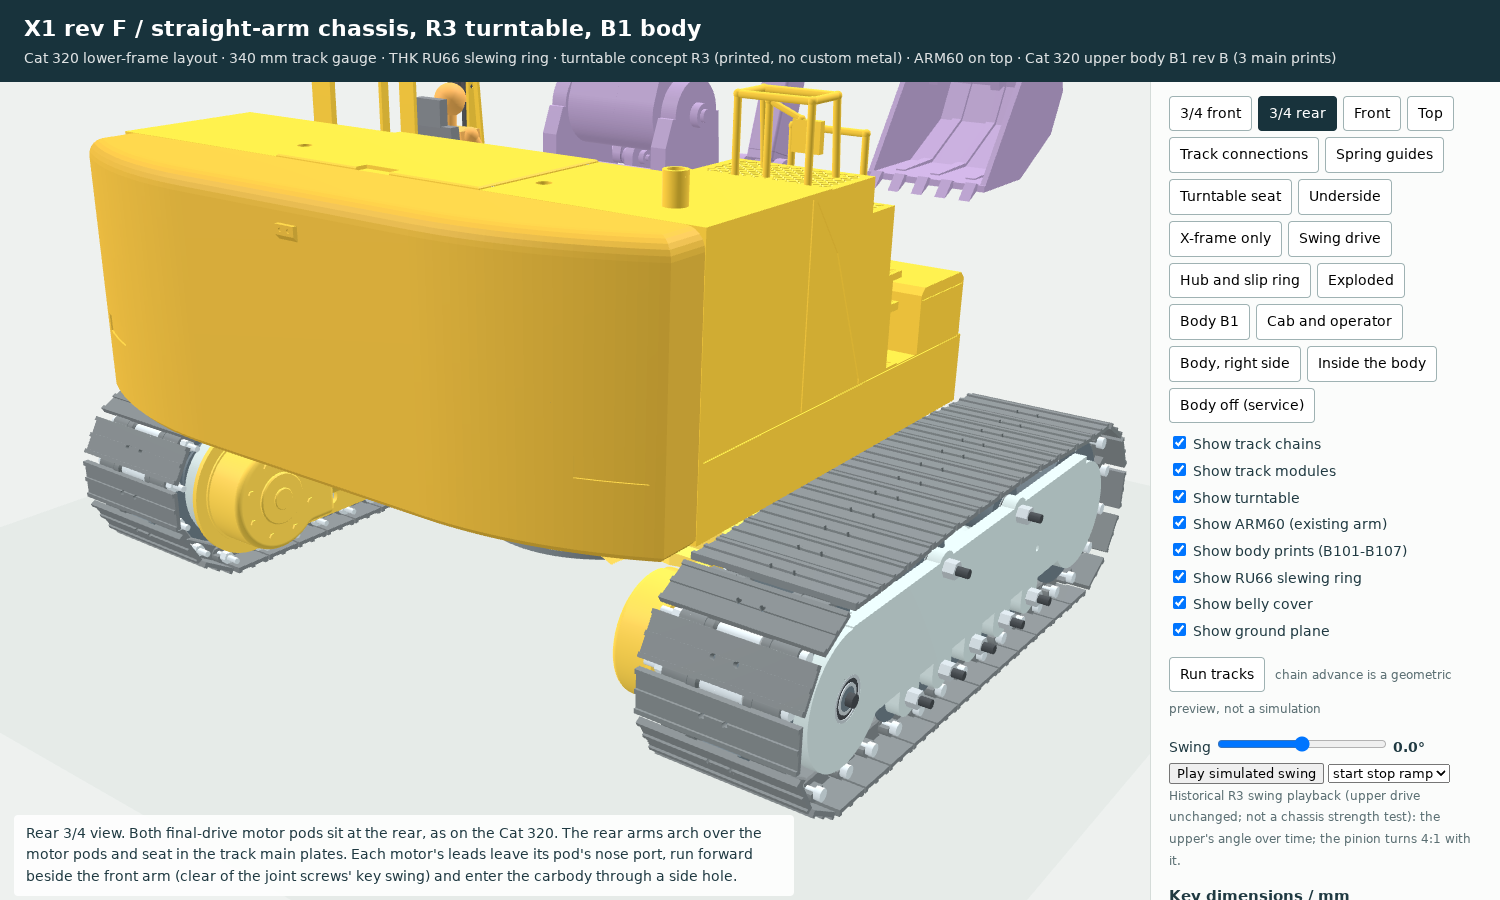 X1 rev F / straight-arm chassis, R3 turntable, B1 body
Cat 320 lower-frame layout · 340 mm track gauge · THK RU66 slewing ring · turntable concept R3 (printed, no custom metal) · ARM60 on top · Cat 320 upper body B1 rev B (3 main prints)
3/4 front 3/4 rear Front Top
Track connections Spring guides
Turntable seat Underside
X-frame only Swing drive
Hub and slip ring Exploded
Body B1 Cab and operator
Body, right side Inside the body
Body off (service)
Show track chains
Show track modules
Show turntable
Show ARM60 (existing arm)
Show body prints (B101-B107)
Show RU66 slewing ring
Show belly cover
Show ground plane
Run tracks chain advance is a geometric
preview, not a simulation
Swing 0.0°
Play simulated swing start stop ramp
Historical R3 swing playback (upper drive
unchanged; not a chassis strength test): the
upper's angle over time; the pinion turns 4:1 with
it.
Key dimensions / mm
Rear 3/4 view. Both final-drive motor pods sit at the rear, as on the Cat 320. The rear arms arch over the
motor pods and seat in the track main plates. Each motor's leads leave its pod's nose port, run forward
beside the front arm (clear of the joint screws' key swing) and enter the carbody through a side hole.